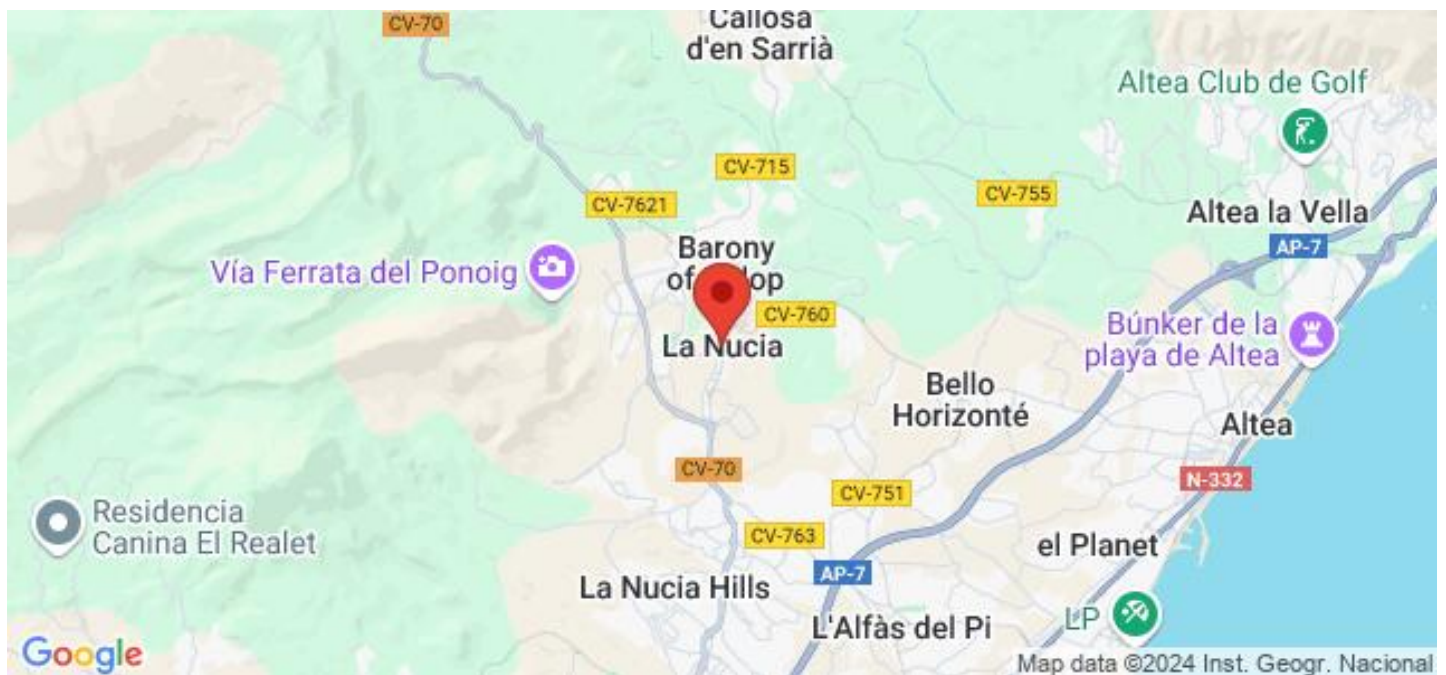 CV-70
Callosa
d'en Sarrià
Altea Club de Golf
CV-715
CV-7621
CV-755
Altea la Vella
AP-7
Barony
Vía Ferrata del Ponoig
CV-760
La Nucia
Búnker de la
playa de Altea
Bello
Horizonté
Altea
CV-70
N-332
CV-751
Residencia
Canina El Realet
CV-763
el Planet
AP-7
La Nucia Hills
L'Alfàs del Pi
LP
Google
Map data ©2024 Inst. Geogr. Nacional